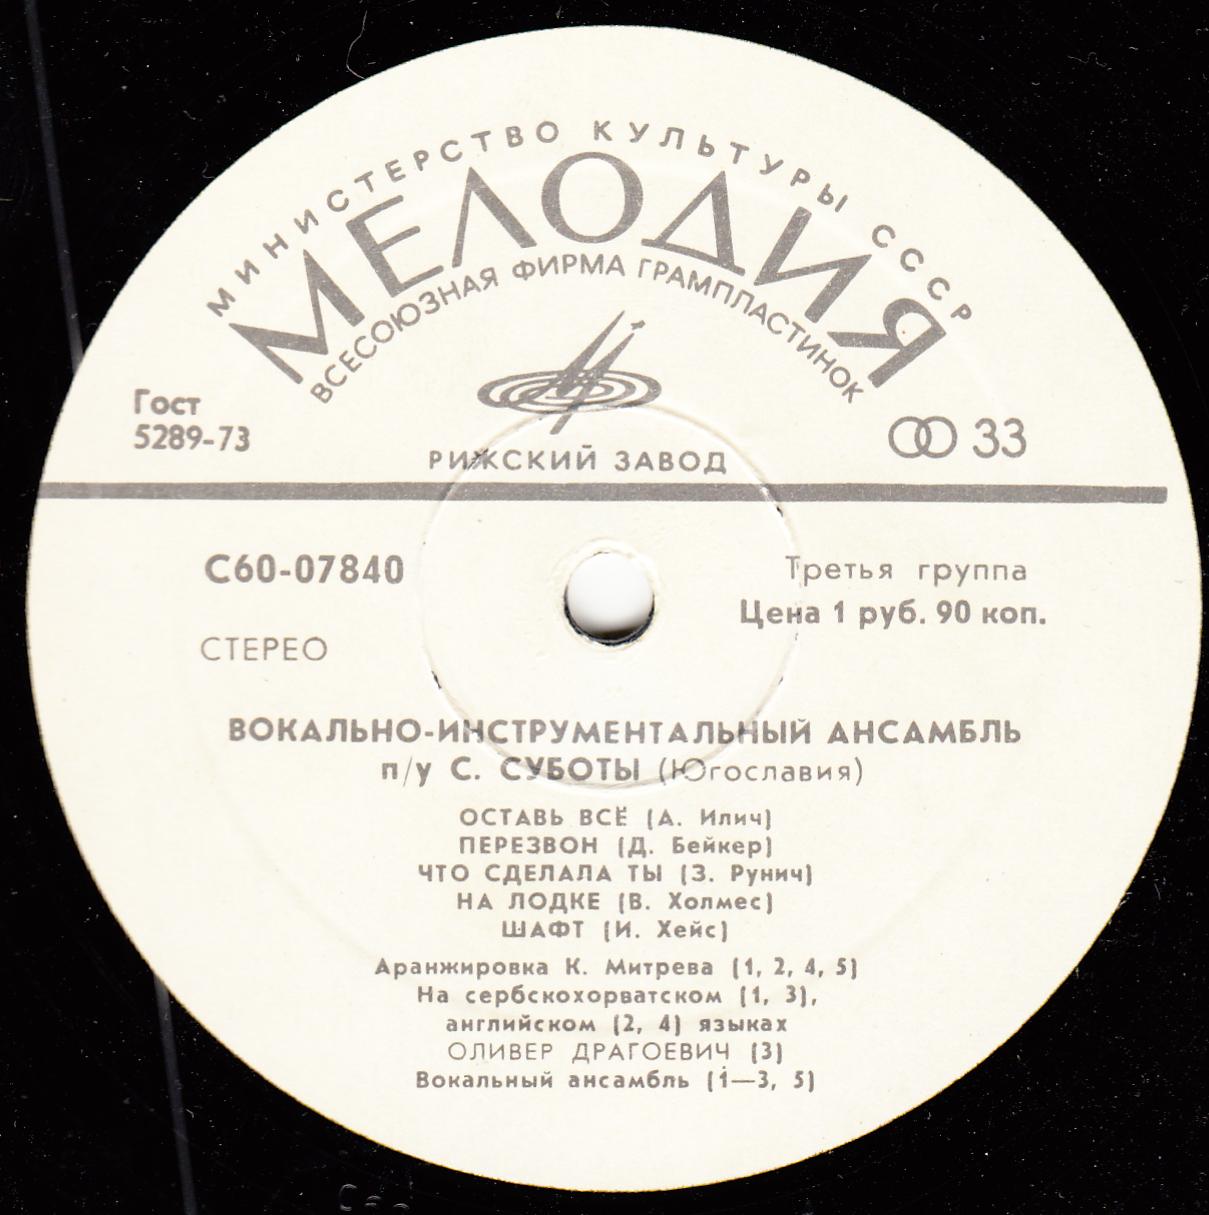 МИНИСТЕРСТВО КУЛЬТУРЫ СССР
МЕЛОДИЯ
ВСЕСОЮЗНАЯ ФИРМА ГРАМПЛАСТИНОК
Гост
5289-73
33
РИЖСКИЙ ЗАВОД
С60-07840
Третья группа
Цена 1 руб. 90 коп.
СТЕРЕО
ВОКАЛЬНО-ИНСТРУМЕНТАЛЬНЫЙ АНСАМБЛЬ
п/у С. СУБОТЫ (Югославия)
ОСТАВЬ ВСЁ (А. Илич)
ПЕРЕЗВОН (Д. Бейкер)
ЧТО СДЕЛАЛА ТЫ (З. Рунич)
НА ЛОДКЕ (В. Холмес)
ШАФТ (И. Хейс)
Аранжировка К. Митрева (1, 2, 4, 5)
На сербскохорватском (1, 3),
английском (2, 4) языках
ОЛИВЕР ДРАГОЕВИЧ (3)
Вокальный ансамбль (1—3, 5)